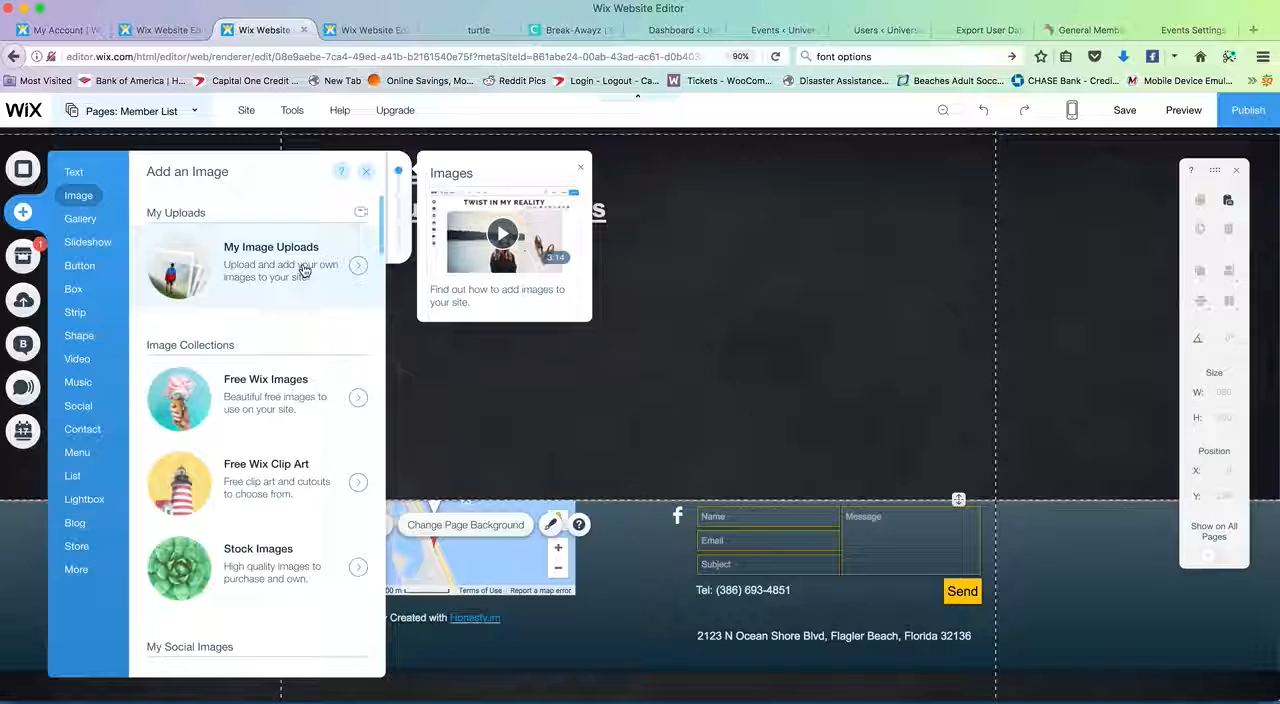 Wix Website Editor
My Account | W
Wix Website Ed
Wix Website
Wix Website Ed
turtle
Break-Awayz |
Dashboard ‹ U
Events ‹ Univer
Users ‹ Univers
Export User Da
General Memb
Events Settings
editor.wix.com/html/editor/web/renderer/edit/08e9aebe-7ca4-49ed-a41b-b2161540e75f?metaSiteId=861abe24-00ab-43ad-ac61-d0b403
90%
font options
Most Visited
Bank of America | H...
Capital One Credit ...
New Tab
Online Savings, Mo...
Reddit Pics
Login - Logout - Ca...
Tickets - WooCom...
Disaster Assistance...
Beaches Adult Socc...
CHASE Bank - Credi...
Mobile Device Emul...
WiX
Pages: Member List
Site
Tools
Help
Upgrade
Save
Preview
Publish
Text
Image
Gallery
Slideshow
Button
Box
Strip
Shape
Video
Music
Social
Contact
Menu
List
Lightbox
Blog
Store
More
1
Add an Image
?
My Uploads
My Image Uploads
Upload and add your own
images to your site.
Image Collections
Free Wix Images
Beautiful free images to
use on your site.
Free Wix Clip Art
Free clip art and cutouts
to choose from.
Stock Images
High quality images to
purchase and own.
My Social Images
Images
TWIST IN MY REALITY
3:14
Find out how to add images to
your site.
s
Change Page Background
?
Terms of Use
Report a map error
Created with Honesty.im
Name
Email
Subject
Message
Tel: (386) 693-4851
Send
2123 N Ocean Shore Blvd, Flagler Beach, Florida 32136
?
Size
W:
H:
Position
X:
Y:
Show on All
Pages